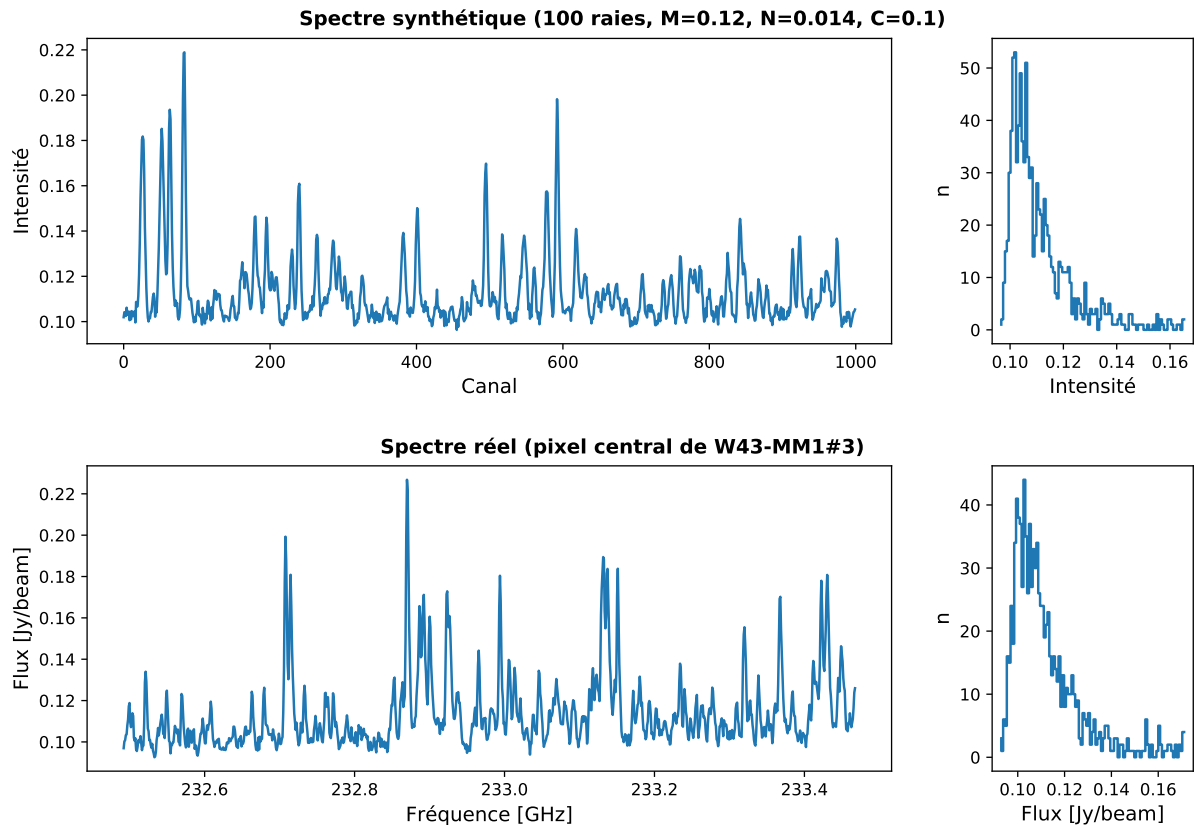 Spectre synthétique (100 raies, M=0.12, N=0.014, C=0.1)
Intensité
0.22
0.20
0.18
0.16
0.14
0.12
0.10
0 200 400 600 800 1000
Canal
n
50
40
30
20
10
0
0.10 0.12 0.14 0.16
Intensité
Spectre réel (pixel central de W43-MM1#3)
Flux [Jy/beam]
0.22
0.20
0.18
0.16
0.14
0.12
0.10
232.6 232.8 233.0 233.2 233.4
Fréquence [GHz]
n
40
30
20
10
0
0.10 0.12 0.14 0.16
Flux [Jy/beam]